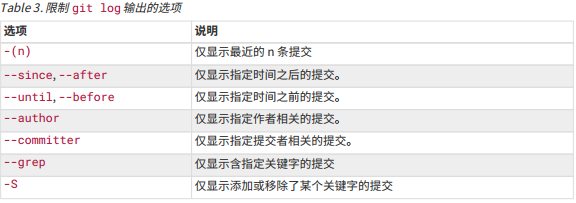 Table 3. 限制 git log 输出的选项
选项 说明
-(n) 仅显示最近的 n 条提交
--since, --after 仅显示指定时间之后的提交。
--until, --before 仅显示指定时间之前的提交。
--author 仅显示指定作者相关的提交。
--committer 仅显示指定提交者相关的提交。
--grep 仅显示含指定关键字的提交
-S 仅显示添加或移除了某个关键字的提交